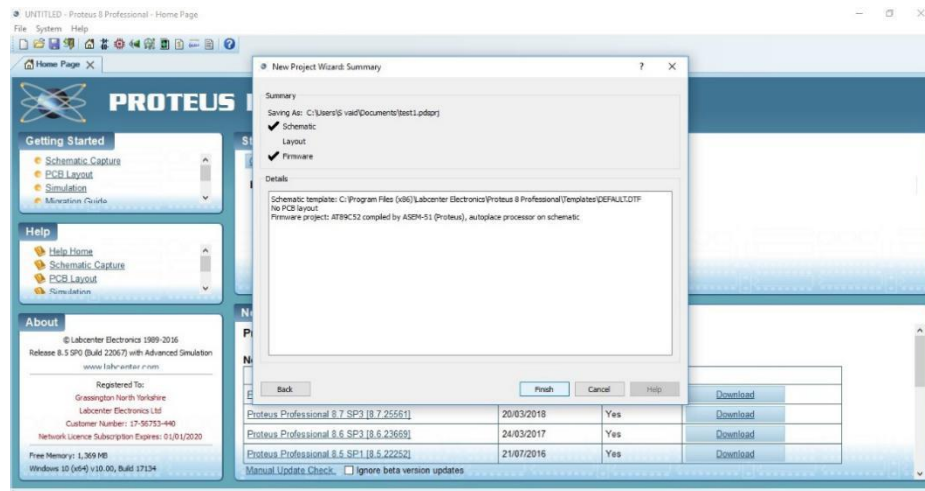 UNTITLED - Proteus 8 Professional - Home Page
File System Help
Home Page
PROTEUS
Getting Started
Schematic Capture
PCB Layout
Simulation
Migration Guide
Help
Help Home
Schematic Capture
PCB Layout
Simulation
About
© Labcenter Electronics 1989-2016
Release 8.5 SP0 (Build 22067) with Advanced Simulation
www.labcenter.com
Registered To:
Grassington North Yorkshire
Labcenter Electronics Ltd
Customer Number: 17-56753-440
Network Licence Subscription Expires: 01/01/2020
Free Memory: 1,369 MB
Windows 10 (x64) v10.00, Build 17134
New Project Wizard: Summary
Summary
Saving As: C:\Users\S vaid\Documents\test1.pdsprj
Schematic
Layout
Firmware
Details
Schematic template: C:\Program Files (x86)\Labcenter Electronics\Proteus 8 Professional\Templates\DEFAULT.DTF
No PCB layout
Firmware project: AT89C52 compiled by ASEM-51 (Proteus), autoplace processor on schematic
Back Finish Cancel Help
Download
Proteus Professional 8.7 SP3 [8.7.25561] 20/03/2018 Yes Download
Proteus Professional 8.6 SP3 [8.6.23669] 24/03/2017 Yes Download
Proteus Professional 8.5 SP1 [8.5.22252] 21/07/2016 Yes Download
Manual Update Check. Ignore beta version updates